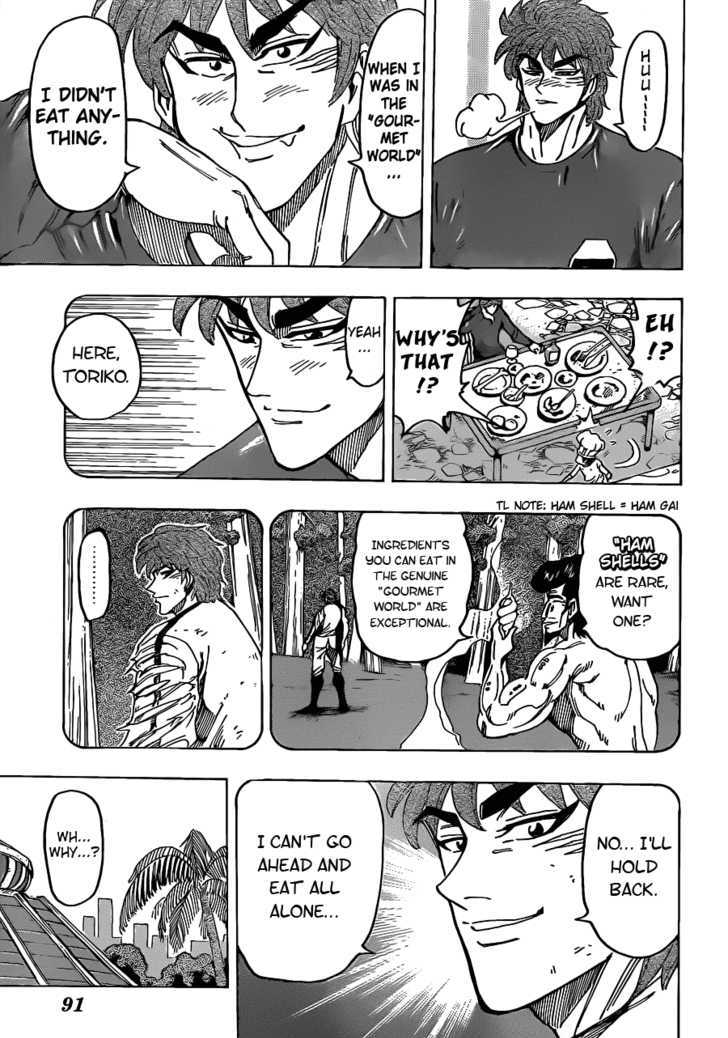 HUU......
WHEN I
WAS IN
THE
"GOUR-
MET
WORLD"
...
I DIDN'T
EAT ANY-
THING.
EH
!?
WHY'S
THAT
!?
YEAH
...
HERE,
TORIKO.
TL NOTE: HAM SHELL = HAM GAI
"HAM
SHELLS"
ARE RARE,
WANT
ONE?
INGREDIENTS
YOU CAN EAT
IN THE
GENUINE
"GOURMET
WORLD" ARE
EXCEPTIONAL.
........
NO... I'LL
HOLD
BACK.
I CAN'T GO
AHEAD AND
EAT ALL
ALONE...
WH...
WHY...?
91